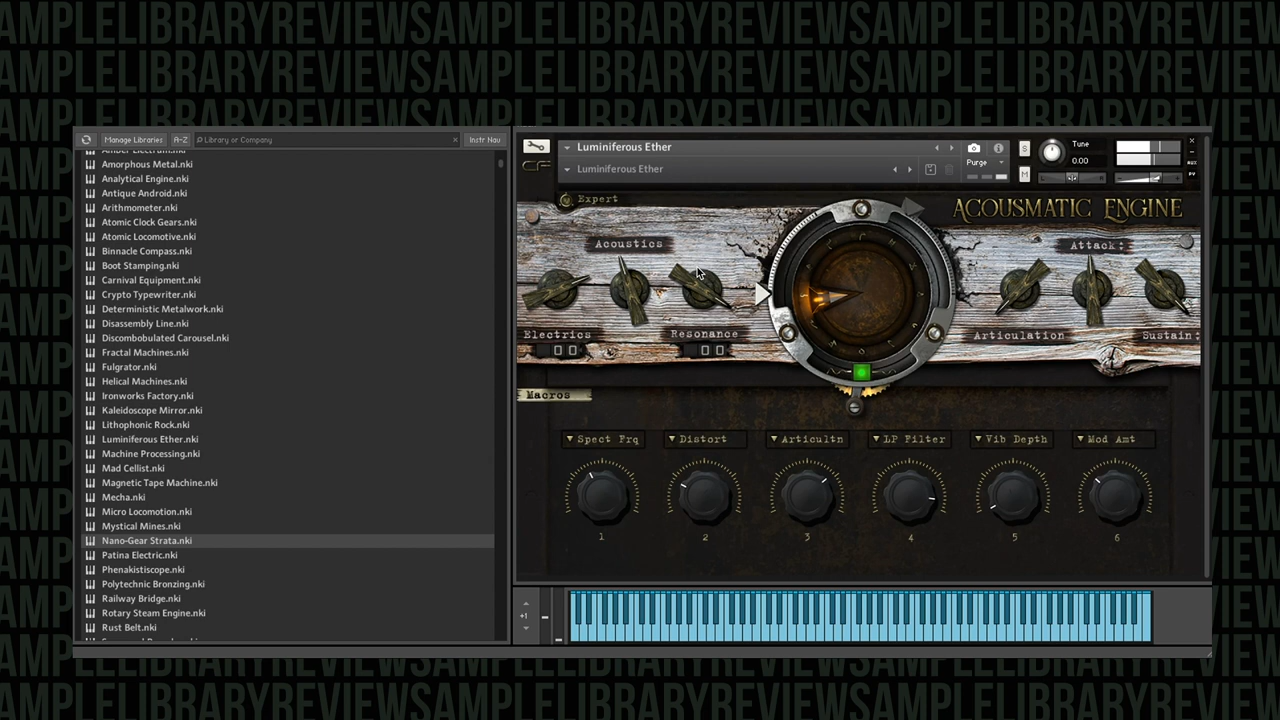 SAMPLELIBRARYREVIEW
Manage Libraries A-Z Library or Company × Instr Nav
Amorphous Metal.nki
Analytical Engine.nki
Antique Android.nki
Arithmometer.nki
Atomic Clock Gears.nki
Atomic Locomotive.nki
Binnacle Compass.nki
Boot Stamping.nki
Carnival Equipment.nki
Crypto Typewriter.nki
Deterministic Metalwork.nki
Disassembly Line.nki
Discombobulated Carousel.nki
Fractal Machines.nki
Fulgrator.nki
Helical Machines.nki
Ironworks Factory.nki
Kaleidoscope Mirror.nki
Lithophonic Rock.nki
Luminiferous Ether.nki
Machine Processing.nki
Mad Cellist.nki
Magnetic Tape Machine.nki
Mecha.nki
Micro Locomotion.nki
Mystical Mines.nki
Nano-Gear Strata.nki
Patina Electric.nki
Phenakistiscope.nki
Polytechnic Bronzing.nki
Railway Bridge.nki
Rotary Steam Engine.nki
Rust Belt.nki
Luminiferous Ether
Luminiferous Ether
Purge
S
M
Tune
0.00
L R
AUX
PV
Expert
ACOUSMATIC ENGINE
Acoustics
Attack:
Electrics
Resonance
Articulation
Sustain:
00
00
Macros
Spect Frq Distort Articultn LP Filter Vib Depth Mod Amt
1 2 3 4 5 6
+1